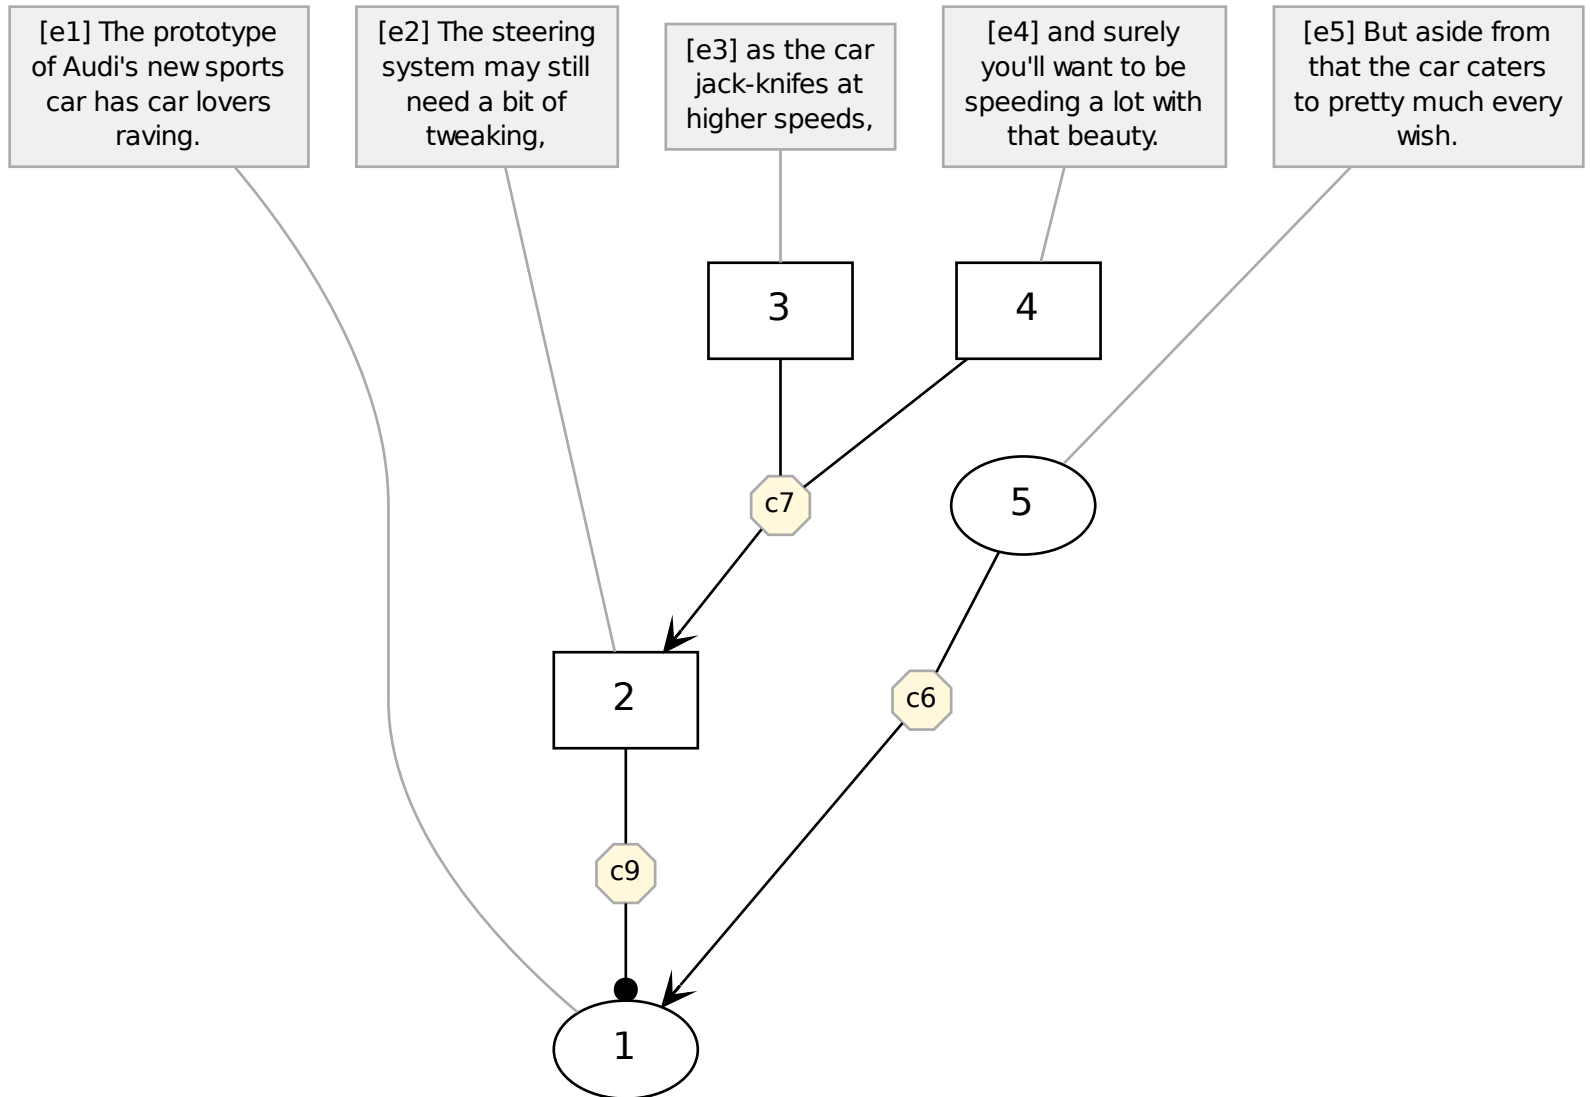 [e1] The prototype
of Audi's new sports
car has car lovers
raving.
[e2] The steering
system may still
need a bit of
tweaking,
[e3] as the car
jack-knifes at
higher speeds,
[e4] and surely
you'll want to be
speeding a lot with
that beauty.
[e5] But aside from
that the car caters
to pretty much every
wish.
3
4
c7
5
2
c6
c9
1